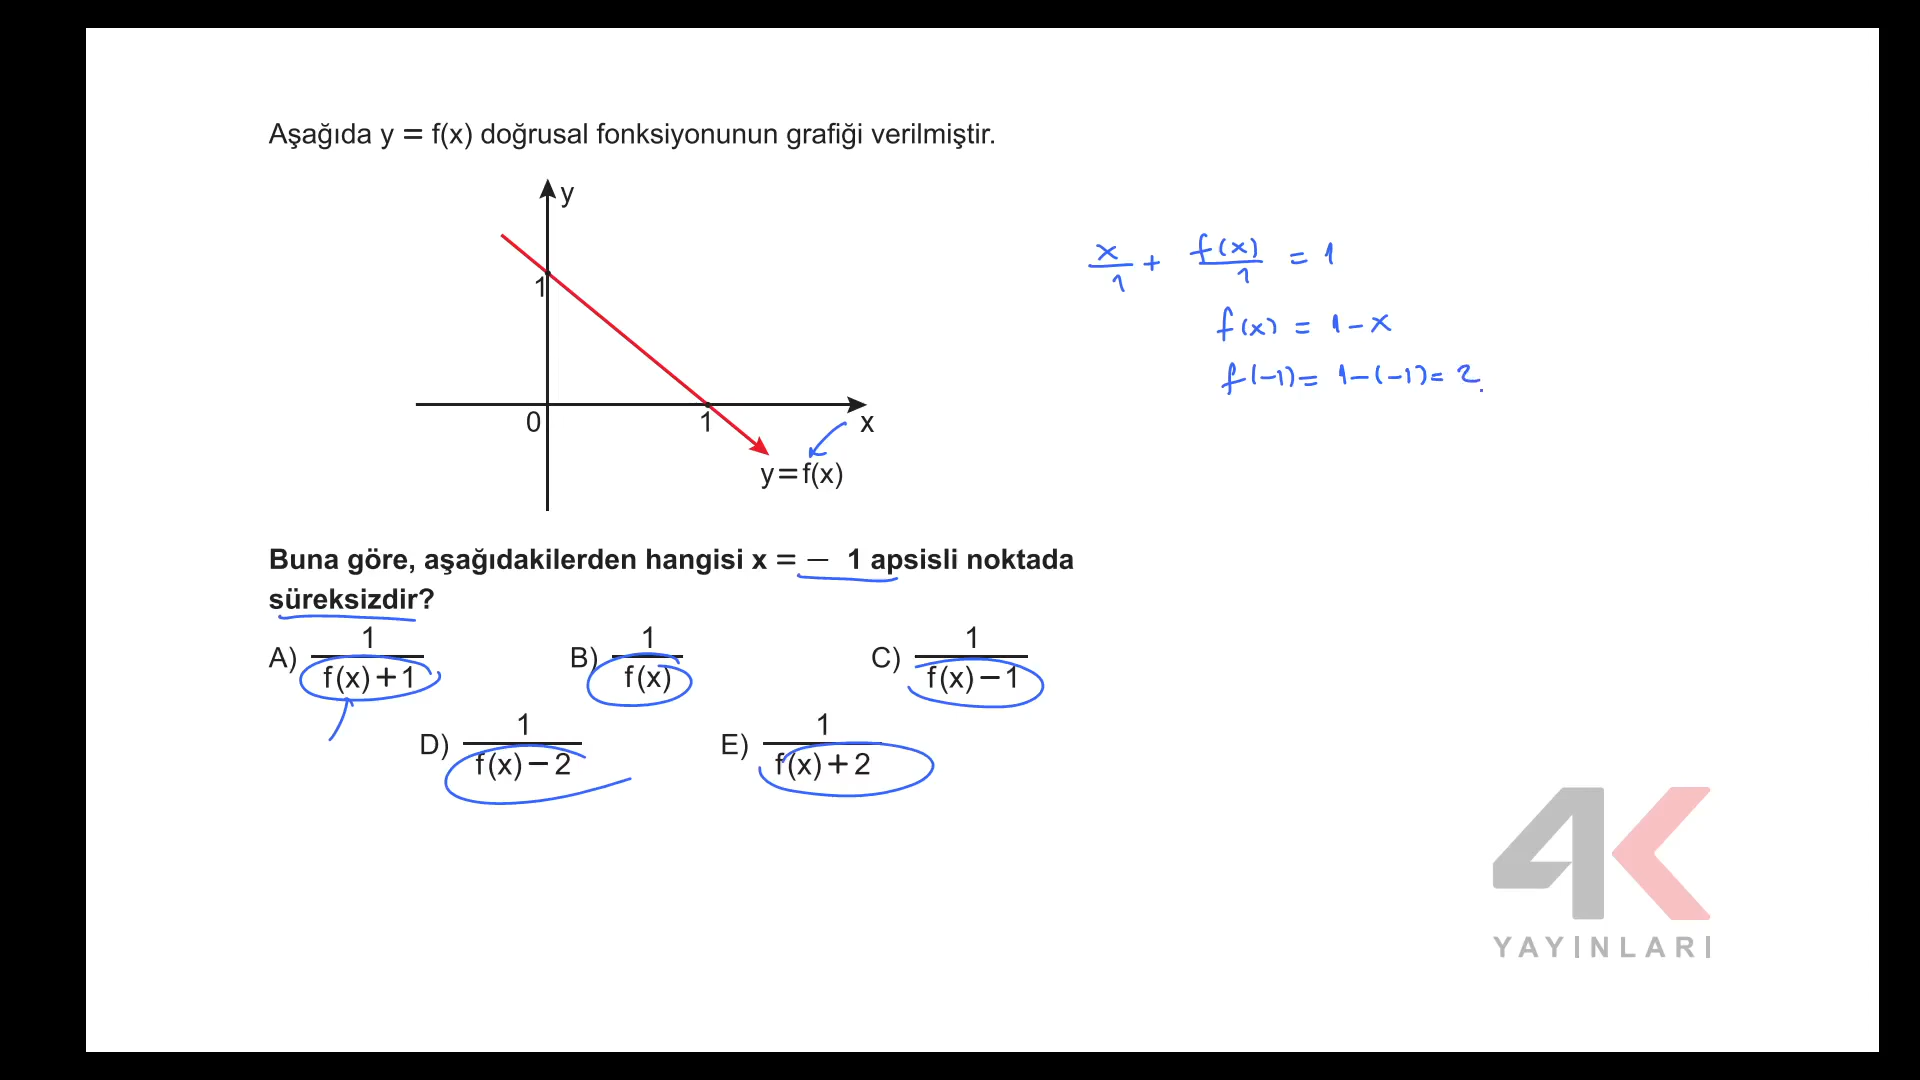 Aşağıda y = f(x) doğrusal fonksiyonunun grafiği verilmiştir.
y
1
0
1
x
y = f(x)
x/1 + f(x)/1 = 1
f(x) = 1 - x
f(-1) = 1 - (-1) = 2
Buna göre, aşağıdakilerden hangisi x = - 1 apsisli noktada
süreksizdir?
A) 1/(f(x)+1)
B) 1/f(x)
C) 1/(f(x)-1)
D) 1/(f(x)-2)
E) 1/(f(x)+2)
4K
YAYINLARI